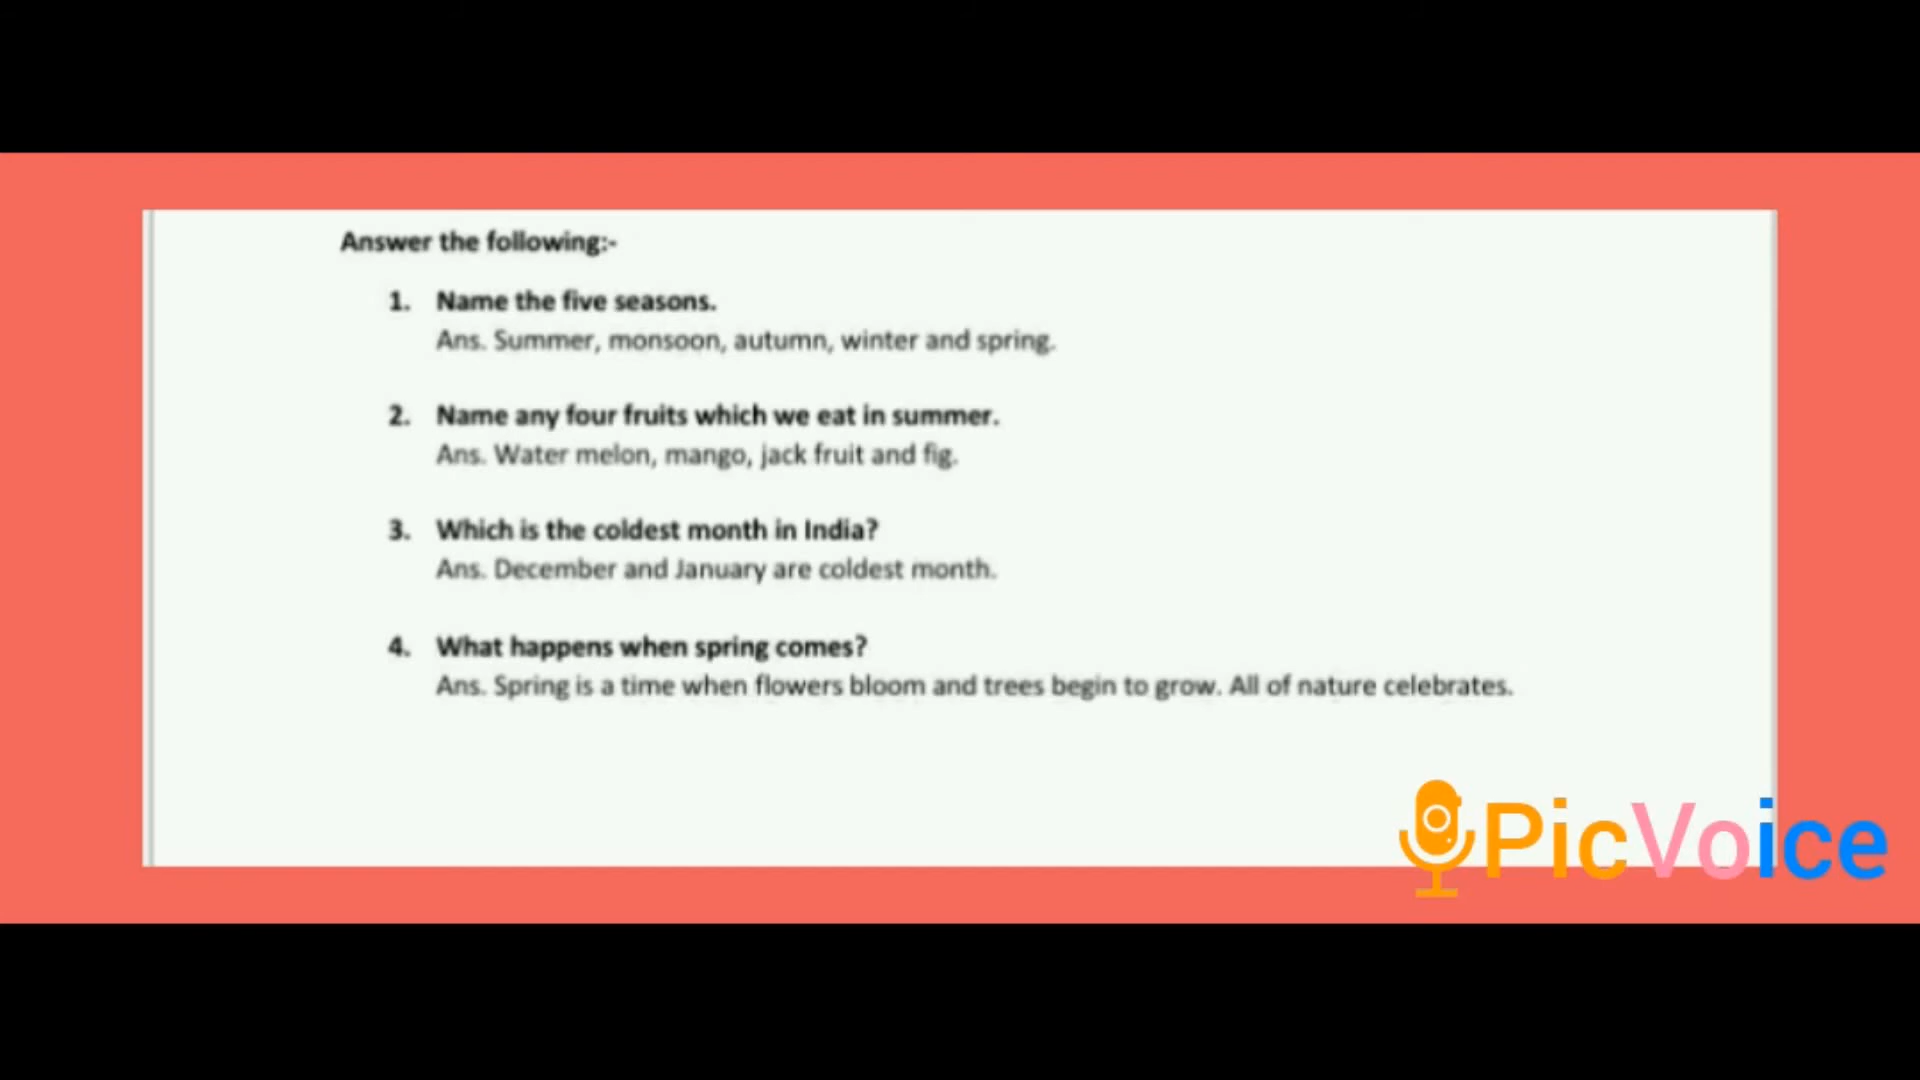 Answer the following:-
1. Name the five seasons.
Ans. Summer, monsoon, autumn, winter and spring.
2. Name any four fruits which we eat in summer.
Ans. Water melon, mango, jack fruit and fig.
3. Which is the coldest month in India?
Ans. December and January are coldest month.
4. What happens when spring comes?
Ans. Spring is a time when flowers bloom and trees begin to grow. All of nature celebrates.
PicVoice